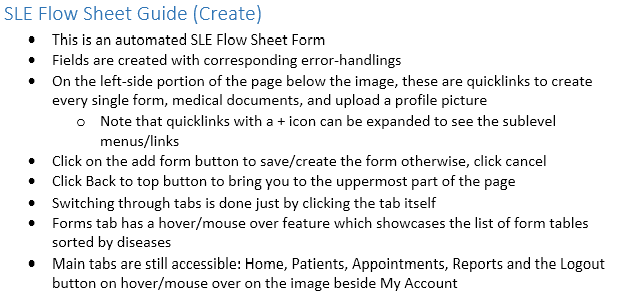 SLE Flow Sheet Guide (Create)
• This is an automated SLE Flow Sheet Form
• Fields are created with corresponding error-handlings
• On the left-side portion of the page below the image, these are quicklinks to create
every single form, medical documents, and upload a profile picture
o Note that quicklinks with a + icon can be expanded to see the sublevel
menus/links
• Click on the add form button to save/create the form otherwise, click cancel
• Click Back to top button to bring you to the uppermost part of the page
• Switching through tabs is done just by clicking the tab itself
• Forms tab has a hover/mouse over feature which showcases the list of form tables
sorted by diseases
• Main tabs are still accessible: Home, Patients, Appointments, Reports and the Logout
button on hover/mouse over on the image beside My Account